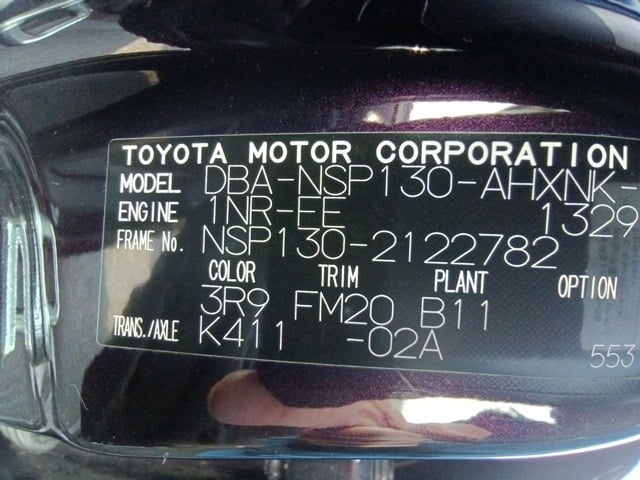 TOYOTA MOTOR CORPORATION
MODEL DBA-NSP130-AHXNK-
ENGINE 1NR-EE 1329
FRAME No. NSP130-2122782
COLOR TRIM PLANT OPTION
3R9 FM20 B11
TRANS./AXLE K411 -02A
553